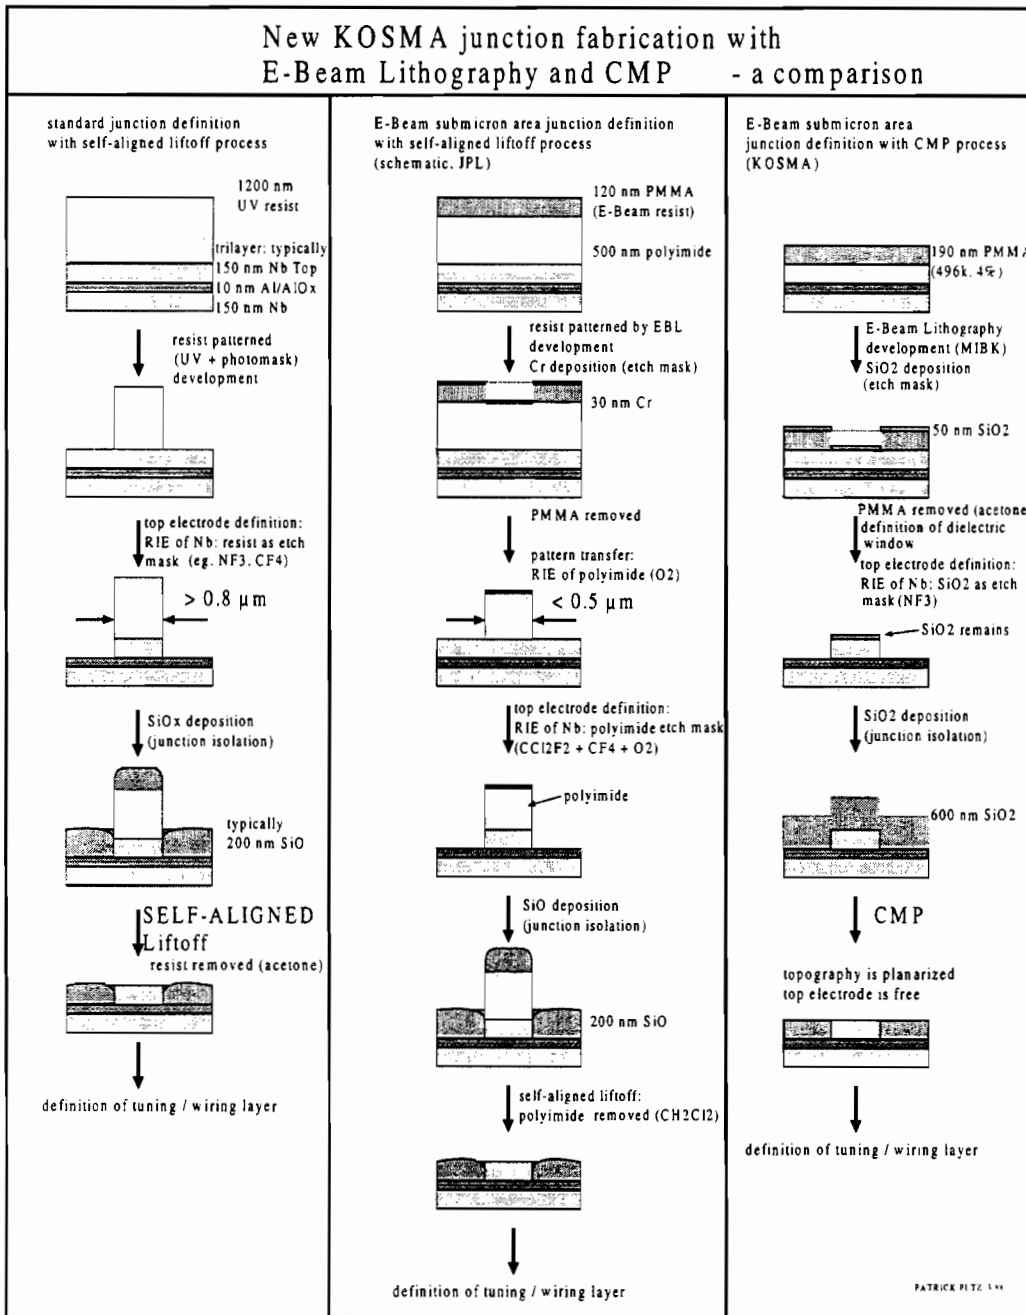 New KOSMA junction fabrication with
E-Beam Lithography and CMP - a comparison
standard junction definition
with self-aligned liftoff process
1200 nm
UV resist
trilayer: typically
150 nm Nb Top
10 nm Al/AlOx
150 nm Nb
resist patterned
(UV + photomask)
development
top electrode definition:
RIE of Nb: resist as etch
mask (eg. NF3, CF4)
> 0.8 µm
SiOx deposition
(junction isolation)
typically
200 nm SiO
SELF-ALIGNED
Liftoff
resist removed (acetone)
definition of tuning / wiring layer
E-Beam submicron area junction definition
with self-aligned liftoff process
(schematic, JPL)
120 nm PMMA
(E-Beam resist)
500 nm polyimide
resist patterned by EBL
development
Cr deposition (etch mask)
30 nm Cr
PMMA removed
pattern transfer:
RIE of polyimide (O2)
< 0.5 µm
top electrode definition:
RIE of Nb: polyimide etch mask
(CCl2F2 + CF4 + O2)
polyimide
SiO deposition
(junction isolation)
200 nm SiO
self-aligned liftoff:
polyimide removed (CH2Cl2)
definition of tuning / wiring layer
E-Beam submicron area
junction definition with CMP process
(KOSMA)
190 nm PMMA
(496k, 4%)
E-Beam Lithography
development (MIBK)
SiO2 deposition
(etch mask)
50 nm SiO2
PMMA removed (acetone
definition of dielectric
window
top electrode definition:
RIE of Nb: SiO2 as etch
mask (NF3)
SiO2 remains
SiO2 deposition
(junction isolation)
600 nm SiO2
CMP
topography is planarized
top electrode is free
definition of tuning / wiring layer
PATRICK PUTZ